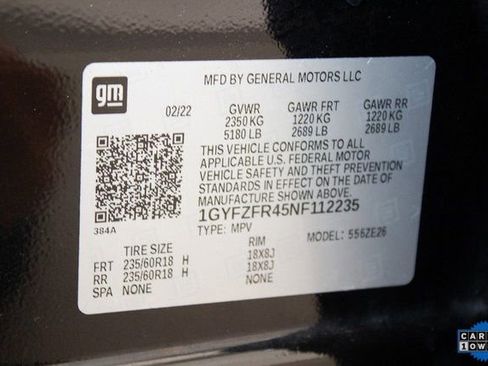 gm
MFD BY GENERAL MOTORS LLC
02/22 GVWR GAWR FRT GAWR RR
2350 KG 1220 KG 1220 KG
5180 LB 2689 LB 2689 LB
THIS VEHICLE CONFORMS TO ALL
APPLICABLE U.S. FEDERAL MOTOR
VEHICLE SAFETY AND THEFT PREVENTION
STANDARDS IN EFFECT ON THE DATE OF
MANUFACTURE SHOWN ABOVE.
384A
1GYFZFR45NF112235
TYPE: MPV MODEL: 556ZE26
TIRE SIZE RIM
FRT 235/60R18 H 18X8J
RR 235/60R18 H 18X8J
SPA NONE NONE
CAR
1 OW